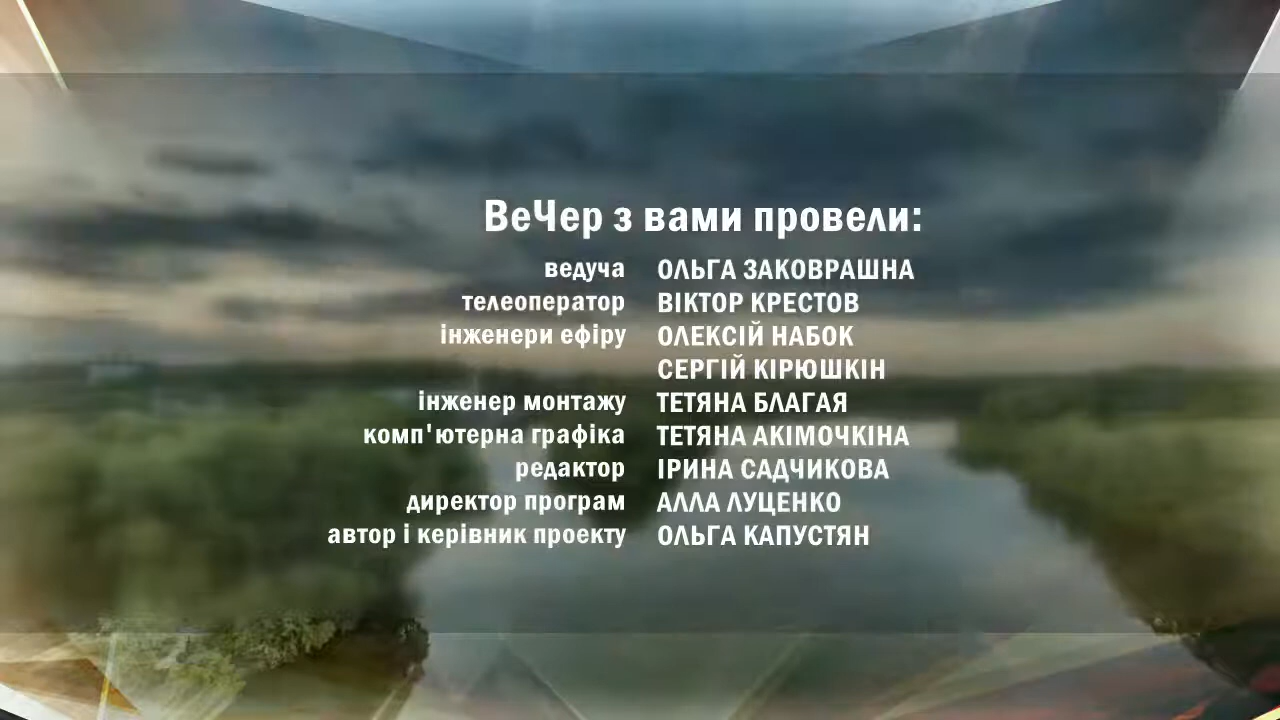 ВеЧер з вами провели:
ведуча ОЛЬГА ЗАКОВРАШНА
телеоператор ВІКТОР КРЕСТОВ
інженери ефіру ОЛЕКСІЙ НАБОК
СЕРГІЙ КІРЮШКІН
інженер монтажу ТЕТЯНА БЛАГАЯ
комп'ютерна графіка ТЕТЯНА АКІМОЧКІНА
редактор ІРИНА САДЧИКОВА
директор програм АЛЛА ЛУЦЕНКО
автор і керівник проекту ОЛЬГА КАПУСТЯН